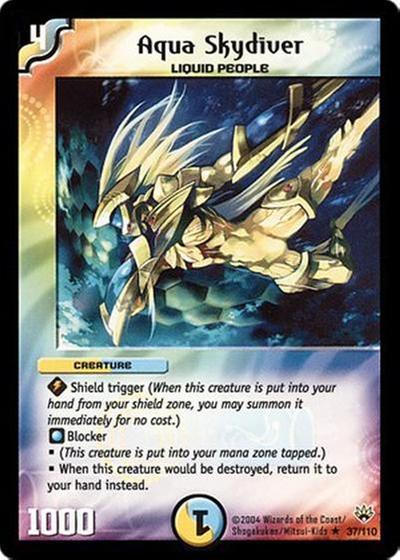 4
Aqua Skydiver
LIQUID PEOPLE
CREATURE
Shield trigger (When this creature is put into your
hand from your shield zone, you may summon it
immediately for no cost.)
Blocker
▪ (This creature is put into your mana zone tapped.)
▪ When this creature would be destroyed, return it to
your hand instead.
1000
1
©2004 Wizards of the Coast/
Shogakukan/Mitsui-Kids ★ 37/110